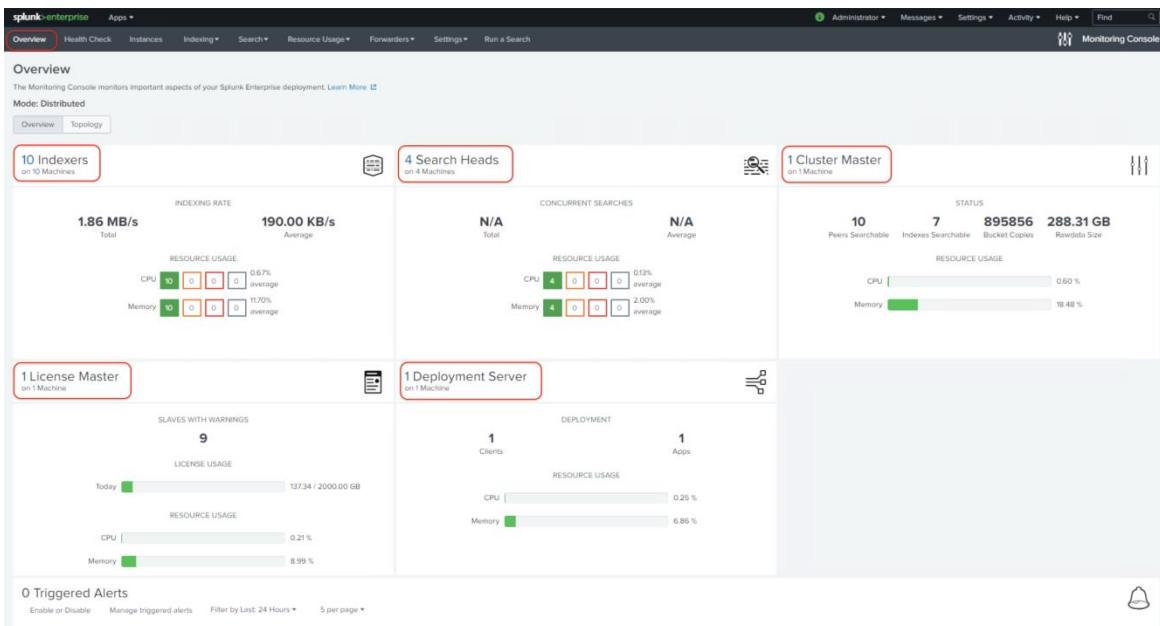 splunk>enterprise Apps ▾ Administrator ▾ Messages ▾ Settings ▾ Activity ▾ Help ▾ Find
Overview Health Check Instances Indexing ▾ Search ▾ Resource Usage ▾ Forwarders ▾ Settings ▾ Run a Search Monitoring Console
Overview
The Monitoring Console monitors important aspects of your Splunk Enterprise deployment. Learn More
Mode: Distributed
Overview Topology
10 Indexers
on 10 Machines
INDEXING RATE
1.86 MB/s 190.00 KB/s
Total Average
RESOURCE USAGE
CPU 10 0 0 0 0.67% average
Memory 10 0 0 0 11.70% average
4 Search Heads
on 4 Machines
CONCURRENT SEARCHES
N/A N/A
Total Average
RESOURCE USAGE
CPU 4 0 0 0 0.13% average
Memory 4 0 0 0 2.00% average
1 Cluster Master
on 1 Machine
STATUS
10 7 895856 288.31 GB
Peers Searchable Indexes Searchable Bucket Copies Rawdata Size
RESOURCE USAGE
CPU 0.60 %
Memory 18.48 %
1 License Master
on 1 Machine
SLAVES WITH WARNINGS
9
LICENSE USAGE
Today 137.34 / 2000.00 GB
RESOURCE USAGE
CPU 0.21 %
Memory 8.99 %
1 Deployment Server
on 1 Machine
DEPLOYMENT
1 1
Clients Apps
RESOURCE USAGE
CPU 0.25 %
Memory 6.86 %
0 Triggered Alerts
Enable or Disable Manage triggered alerts Filter by Last: 24 Hours ▾ 5 per page ▾